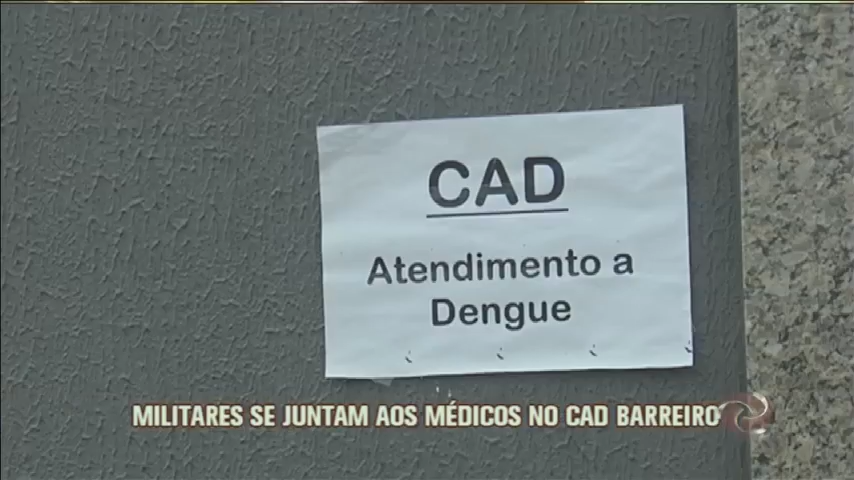 CAD
Atendimento a
Dengue
MILITARES SE JUNTAM AOS MÉDICOS NO CAD BARREIRO